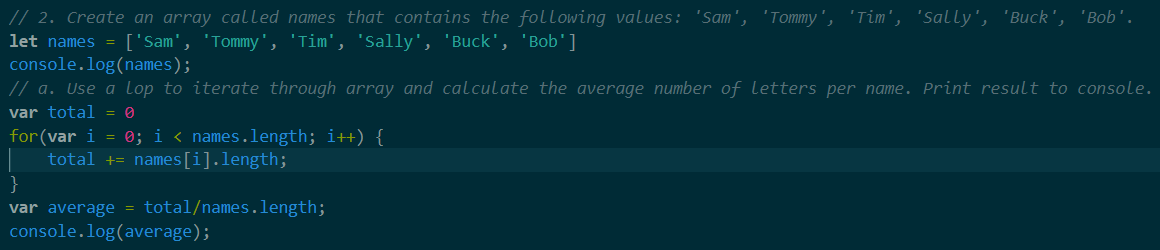 // 2. Create an array called names that contains the following values: 'Sam', 'Tommy', 'Tim', 'Sally', 'Buck', 'Bob'.
let names = ['Sam', 'Tommy', 'Tim', 'Sally', 'Buck', 'Bob']
console.log(names);
// a. Use a lop to iterate through array and calculate the average number of letters per name. Print result to console.
var total = 0
for(var i = 0; i < names.length; i++) {
    total += names[i].length;
}
var average = total/names.length;
console.log(average);